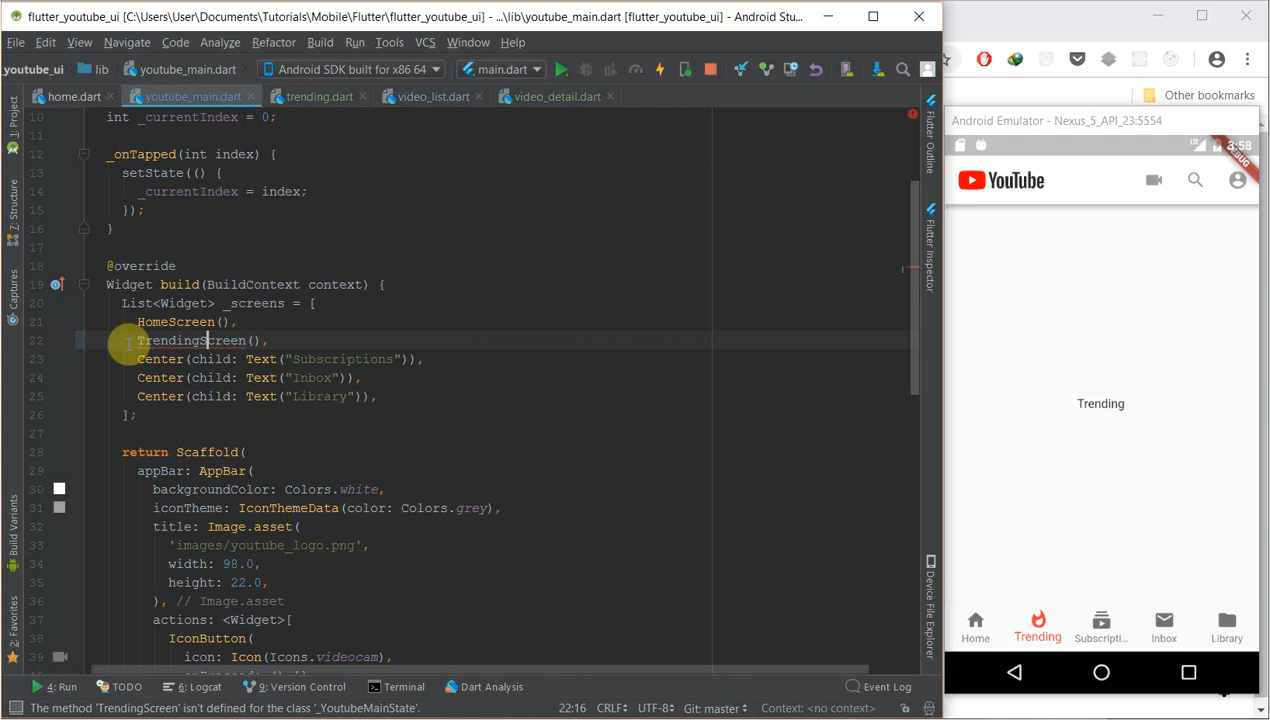 flutter_youtube_ui [C:\Users\User\Documents\Tutorials\Mobile\Flutter\flutter_youtube_ui] - ...\lib\youtube_main.dart [flutter_youtube_ui] - Android Stu...
File Edit View Navigate Code Analyze Refactor Build Run Tools VCS Window Help
_youtube_ui lib youtube_main.dart Android SDK built for x86 64 main.dart
home.dart youtube_main.dart trending.dart video_list.dart video_detail.dart
1: Project
7: Structure
Captures
Build Variants
2: Favorites
10 int _currentIndex = 0;
11
12 _onTapped(int index) {
13 setState(() {
14 _currentIndex = index;
15 });
16 }
17
18 @override
19 Widget build(BuildContext context) {
20 List<Widget> _screens = [
21 HomeScreen(),
22 TrendingScreen(),
23 Center(child: Text("Subscriptions")),
24 Center(child: Text("Inbox")),
25 Center(child: Text("Library")),
26 ];
27
28 return Scaffold(
29 appBar: AppBar(
30 backgroundColor: Colors.white,
31 iconTheme: IconThemeData(color: Colors.grey),
32 title: Image.asset(
33 'images/youtube_logo.png',
34 width: 98.0,
35 height: 22.0,
36 ), // Image.asset
37 actions: <Widget>[
38 IconButton(
39 icon: Icon(Icons.videocam),
Flutter Outline
Flutter Inspector
Device File Explorer
4: Run TODO 6: Logcat 9: Version Control Terminal Dart Analysis Event Log
The method 'TrendingScreen' isn't defined for the class '_YoutubeMainState'. 22:16 CRLF UTF-8 Git: master Context: <no context>
Other bookmarks
Android Emulator - Nexus_5_API_23:5554
LTE 3:58
DEBUG
YouTube
Trending
Home Trending Subscripti... Inbox Library